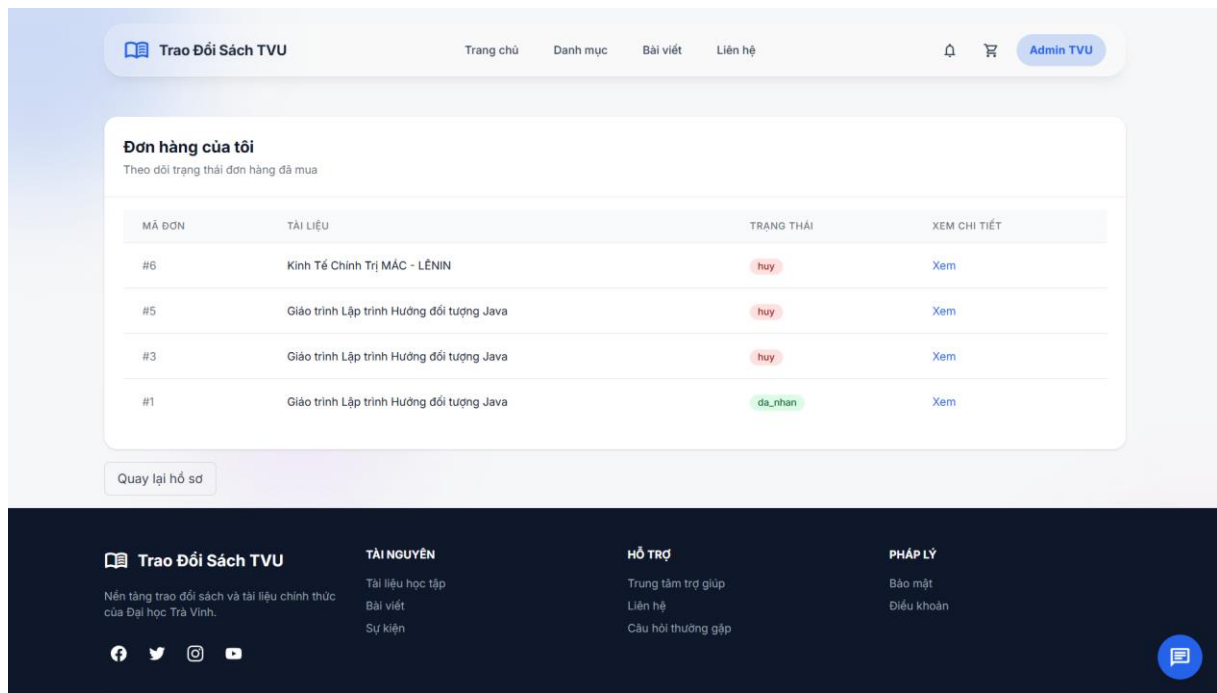 Trao Đổi Sách TVU
Trang chủ Danh mục Bài viết Liên hệ
Admin TVU
Đơn hàng của tôi
Theo dõi trạng thái đơn hàng đã mua
MÃ ĐƠN TÀI LIỆU TRẠNG THÁI XEM CHI TIẾT
#6 Kinh Tế Chính Trị MÁC - LÊNIN huy Xem
#5 Giáo trình Lập trình Hướng đối tượng Java huy Xem
#3 Giáo trình Lập trình Hướng đối tượng Java huy Xem
#1 Giáo trình Lập trình Hướng đối tượng Java da_nhan Xem
Quay lại hồ sơ
Trao Đổi Sách TVU
Nền tảng trao đổi sách và tài liệu chính thức
của Đại học Trà Vinh.
TÀI NGUYÊN
Tài liệu học tập
Bài viết
Sự kiện
HỖ TRỢ
Trung tâm trợ giúp
Liên hệ
Câu hỏi thường gặp
PHÁP LÝ
Bảo mật
Điều khoản